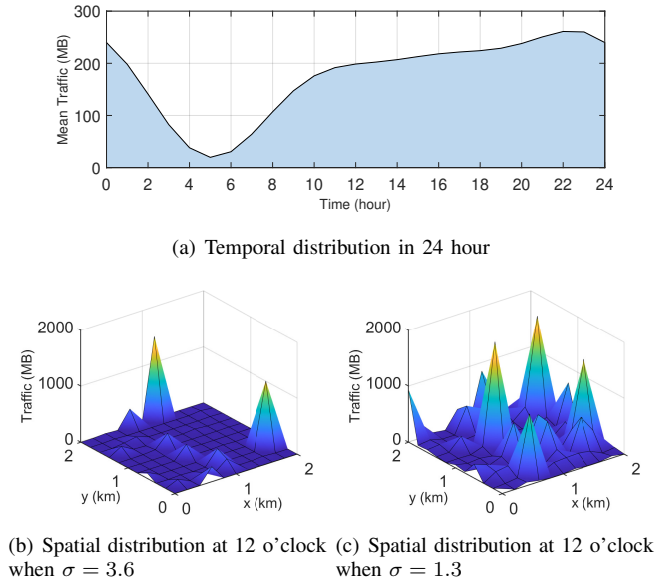 300
200
100
0
Mean Traffic (MB)
0 2 4 6 8 10 12 14 16 18 20 22 24
Time (hour)
(a) Temporal distribution in 24 hour
2000
1000
0
Traffic (MB)
2
1
0
y (km)
0
1
2
x (km)
2000
1000
0
Traffic (MB)
2
1
0
y (km)
0
1
2
x (km)
(b) Spatial distribution at 12 o'clock
when σ = 3.6
(c) Spatial distribution at 12 o'clock
when σ = 1.3